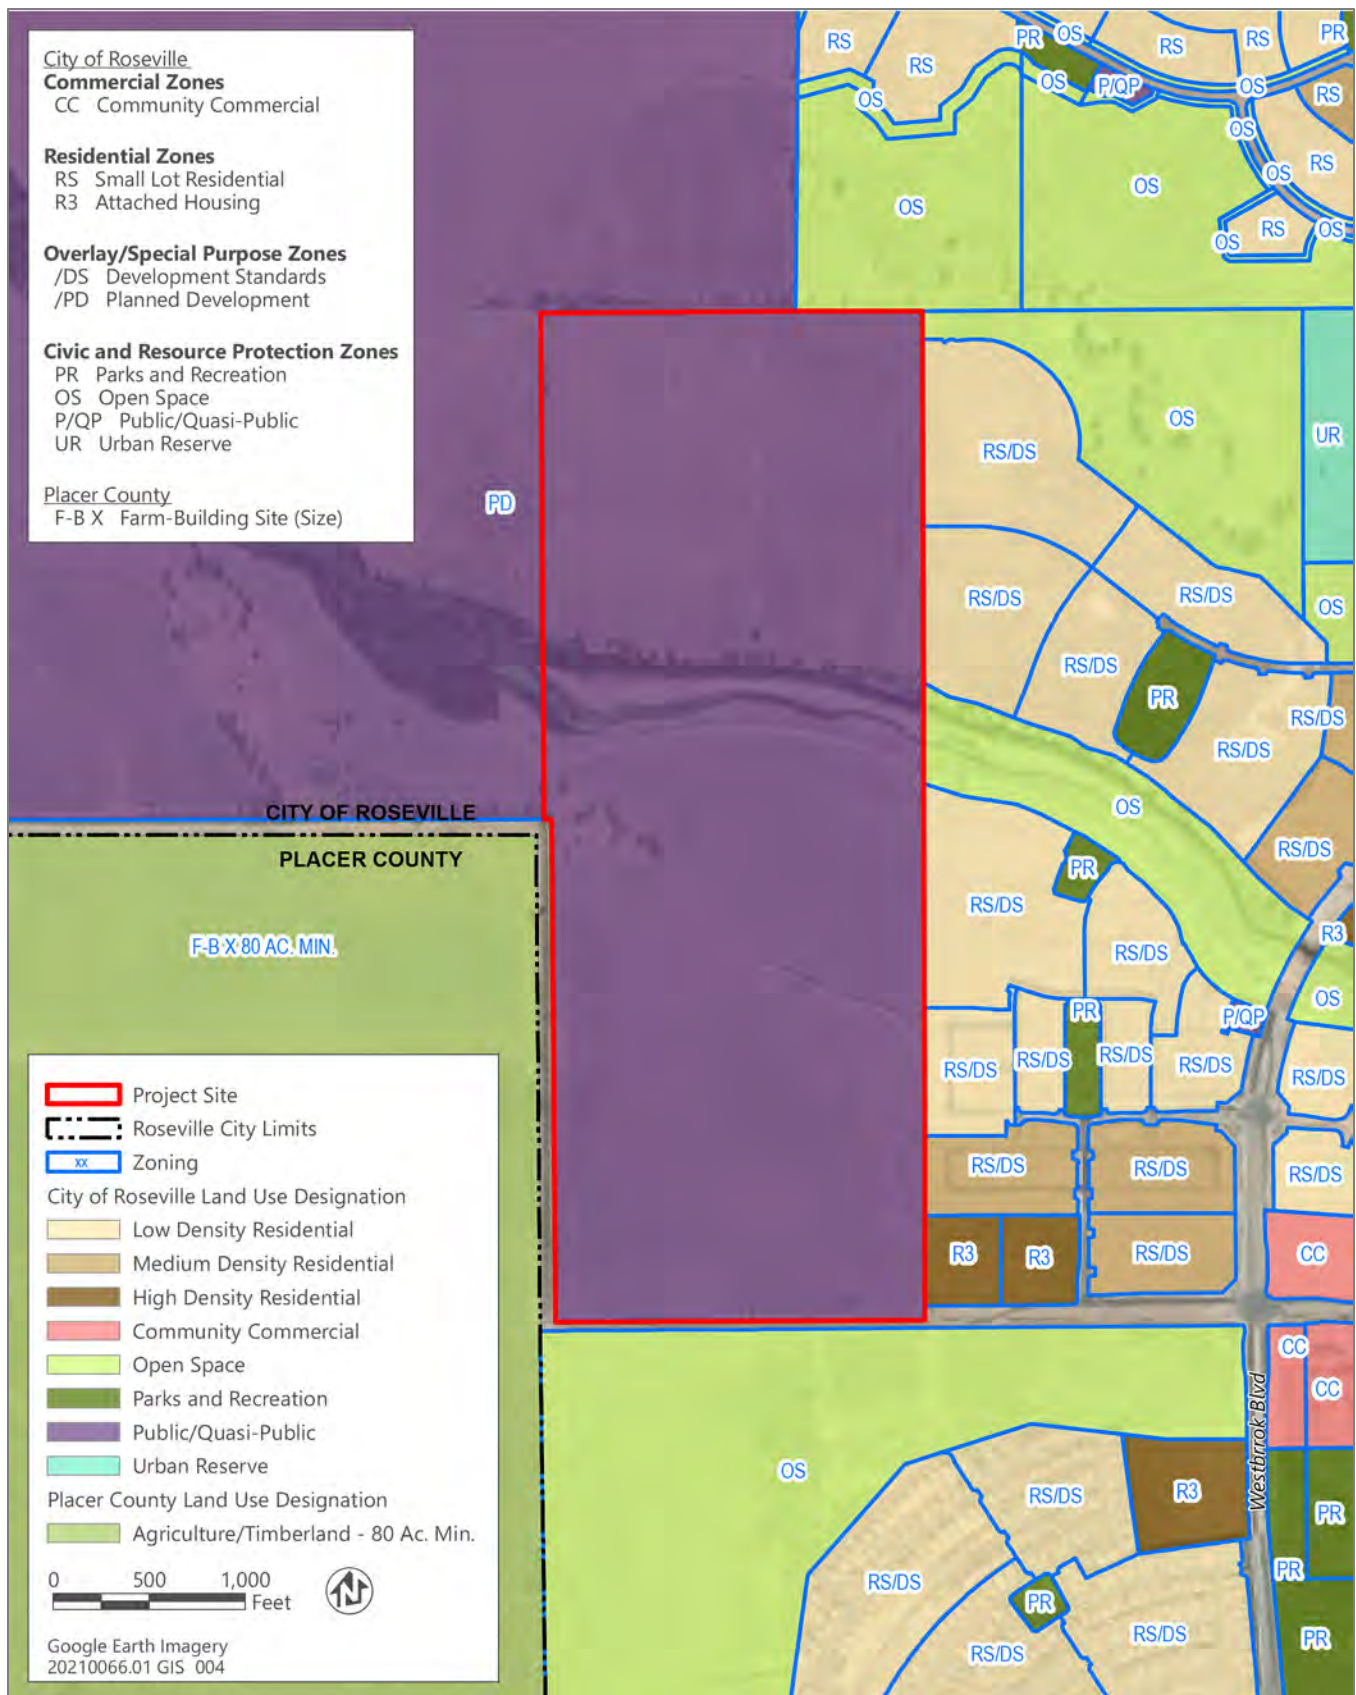 City of Roseville
Commercial Zones
CC Community Commercial
Residential Zones
RS Small Lot Residential
R3 Attached Housing
Overlay/Special Purpose Zones
/DS Development Standards
/PD Planned Development
Civic and Resource Protection Zones
PR Parks and Recreation
OS Open Space
P/QP Public/Quasi-Public
UR Urban Reserve
Placer County
F-B X Farm-Building Site (Size)
RS
RS
PR
OS
RS
RS
PR
OS
OS
P/QP
OS
RS
OS
OS
RS
OS
OS
OS
RS
OS
OS
PD
RS/DS
OS
UR
RS/DS
RS/DS
OS
RS/DS
PR
RS/DS
RS/DS
OS
CITY OF ROSEVILLE
PLACER COUNTY
RS/DS
PR
RS/DS
R3
F-B X 80 AC. MIN.
RS/DS
OS
PR
P/QP
RS/DS
RS/DS
RS/DS
RS/DS
RS/DS
RS/DS
RS/DS
RS/DS
R3
R3
RS/DS
CC
CC
CC
Westbrrok Blvd
OS
RS/DS
R3
PR
PR
RS/DS
PR
RS/DS
RS/DS
PR
Project Site
Roseville City Limits
xx Zoning
City of Roseville Land Use Designation
Low Density Residential
Medium Density Residential
High Density Residential
Community Commercial
Open Space
Parks and Recreation
Public/Quasi-Public
Urban Reserve
Placer County Land Use Designation
Agriculture/Timberland - 80 Ac. Min.
0 500 1,000
Feet
N
Google Earth Imagery
20210066.01 GIS 004